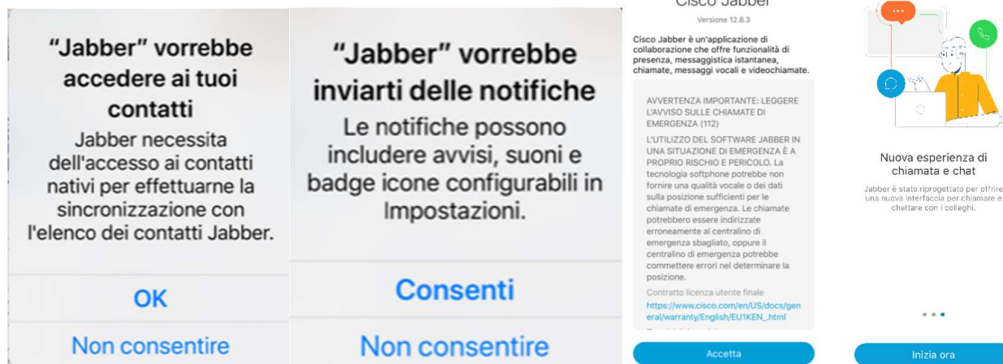 “Jabber” vorrebbe
accedere ai tuoi
contatti
Jabber necessita
dell'accesso ai contatti
nativi per effettuarne la
sincronizzazione con
l'elenco dei contatti Jabber.
OK
Non consentire
“Jabber” vorrebbe
inviarti delle notifiche
Le notifiche possono
includere avvisi, suoni e
badge icone configurabili in
Impostazioni.
Consenti
Non consentire
Cisco Jabber
Versione 12.8.3
Cisco Jabber è un'applicazione di
collaborazione che offre funzionalità di
presenza, messaggistica istantanea,
chiamate, messaggi vocali e videochiamate.
AVVERTENZA IMPORTANTE: LEGGERE
L'AVVISO SULLE CHIAMATE DI
EMERGENZA (112)
L'UTILIZZO DEL SOFTWARE JABBER IN
UNA SITUAZIONE DI EMERGENZA È A
PROPRIO RISCHIO E PERICOLO. La
tecnologia softphone potrebbe non
fornire una qualità vocale o dei dati
sulla posizione sufficienti per le
chiamate di emergenza. Le chiamate
potrebbero essere indirizzate
erroneamente al centralino di
emergenza sbagliato, oppure il
centralino di emergenza potrebbe
commettere errori nel determinare la
posizione.
Contratto licenza utente finale
https://www.cisco.com/en/US/docs/gen
eral/warranty/English/EU1KEN_.html
Accetta
Nuova esperienza di
chiamata e chat
Jabber è stato riprogettato per offrire
una nuova interfaccia per chiamare e
chattare con i colleghi.
Inizia ora